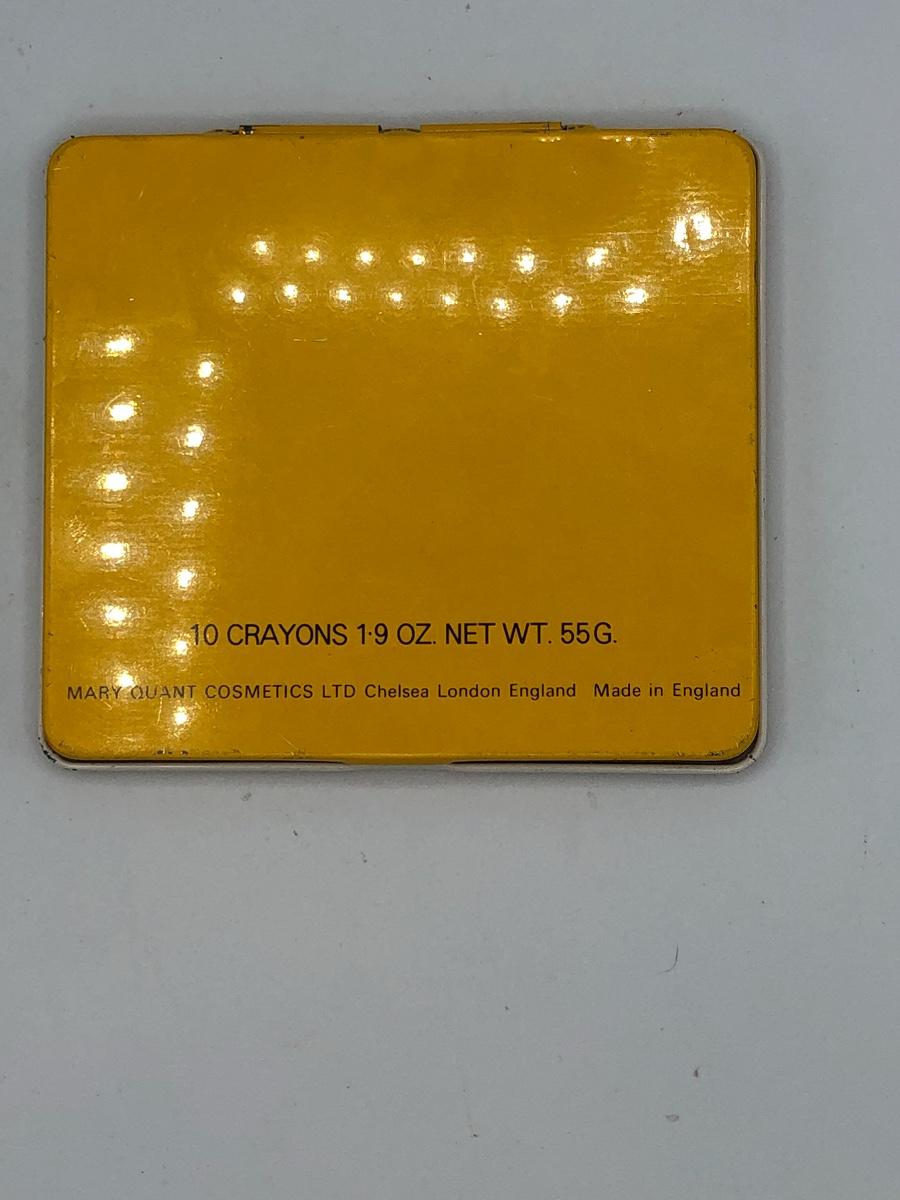 10 CRAYONS 1·9 OZ. NET WT. 55G.
MARY QUANT COSMETICS LTD Chelsea London England Made in England